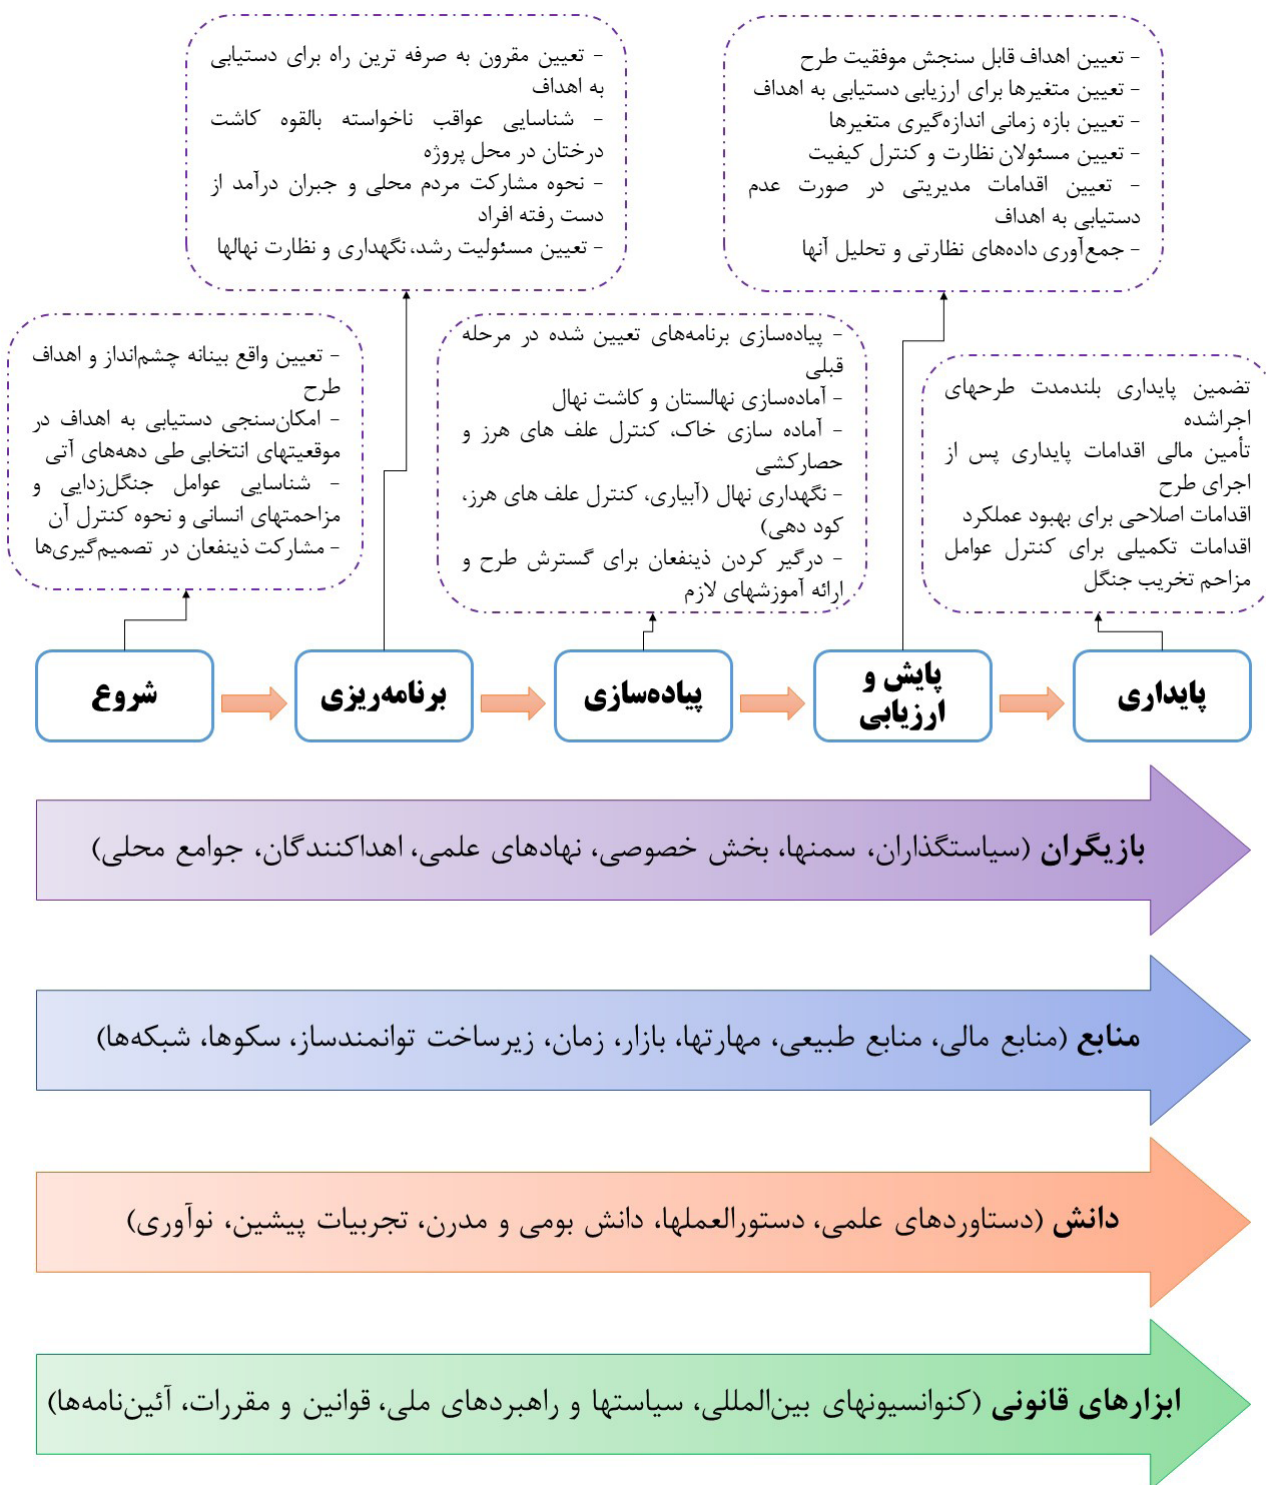 - تعیین مقرون به صرفه ترین راه برای دستیابی
به اهداف
- شناسایی عواقب ناخواسته بالقوه کاشت
درختان در محل پروژه
- نحوه مشارکت مردم محلی و جبران درآمد از
دست رفته افراد
- تعیین مسئولیت رشد، نگهداری و نظارت نهالها
- تعیین اهداف قابل سنجش موفقیت طرح
- تعیین متغیرها برای ارزیابی دستیابی به اهداف
- تعیین بازه زمانی اندازه‌گیری متغیرها
- تعیین مسئولان نظارت و کنترل کیفیت
- تعیین اقدامات مدیریتی در صورت عدم
دستیابی به اهداف
- جمع‌آوری داده‌های نظارتی و تحلیل آنها
- تعیین واقع بینانه چشم‌انداز و اهداف
طرح
- امکان‌سنجی دستیابی به اهداف در
موقعیتهای انتخابی طی دهه‌های آتی
- شناسایی عوامل جنگل‌زدایی و
مزاحمتهای انسانی و نحوه کنترل آن
- مشارکت ذینفعان در تصمیم‌گیری‌ها
- پیاده‌سازی برنامه‌های تعیین شده در مرحله
قبلی
- آماده‌سازی نهالستان و کاشت نهال
- آماده سازی خاک، کنترل علف های هرز و
حصارکشی
- نگهداری نهال (آبیاری، کنترل علف های هرز،
کود دهی)
- درگیر کردن ذینفعان برای گسترش طرح و
ارائه آموزشهای لازم
تضمین پایداری بلندمدت طرحهای
اجراشده
تأمین مالی اقدامات پایداری پس از
اجرای طرح
اقدامات اصلاحی برای بهبود عملکرد
اقدامات تکمیلی برای کنترل عوامل
مزاحم تخریب جنگل
شروع
برنامه‌ریزی
پیاده‌سازی
پایش و
ارزیابی
پایداری
بازیگران (سیاستگذاران، سمنها، بخش خصوصی، نهادهای علمی، اهداکنندگان، جوامع محلی)
منابع (منابع مالی، منابع طبیعی، مهارتها، بازار، زمان، زیرساخت توانمندساز، سکوها، شبکه‌ها)
دانش (دستاوردهای علمی، دستورالعملها، دانش بومی و مدرن، تجربیات پیشین، نوآوری)
ابزارهای قانونی (کنوانسیونهای بین‌المللی، سیاستها و راهبردهای ملی، قوانین و مقررات، آئین‌نامه‌ها)